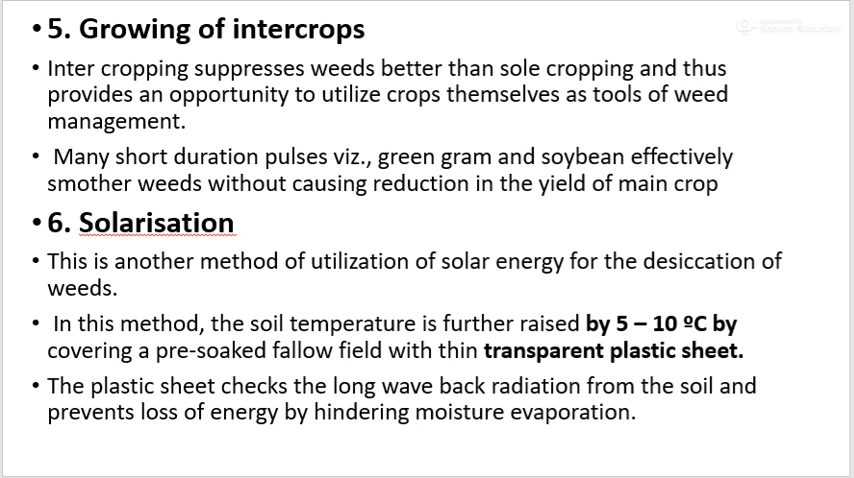 • 5. Growing of intercrops
• Inter cropping suppresses weeds better than sole cropping and thus
provides an opportunity to utilize crops themselves as tools of weed
management.
• Many short duration pulses viz., green gram and soybean effectively
smother weeds without causing reduction in the yield of main crop
• 6. Solarisation
• This is another method of utilization of solar energy for the desiccation of
weeds.
• In this method, the soil temperature is further raised by 5 – 10 ºC by
covering a pre-soaked fallow field with thin transparent plastic sheet.
• The plastic sheet checks the long wave back radiation from the soil and
prevents loss of energy by hindering moisture evaporation.